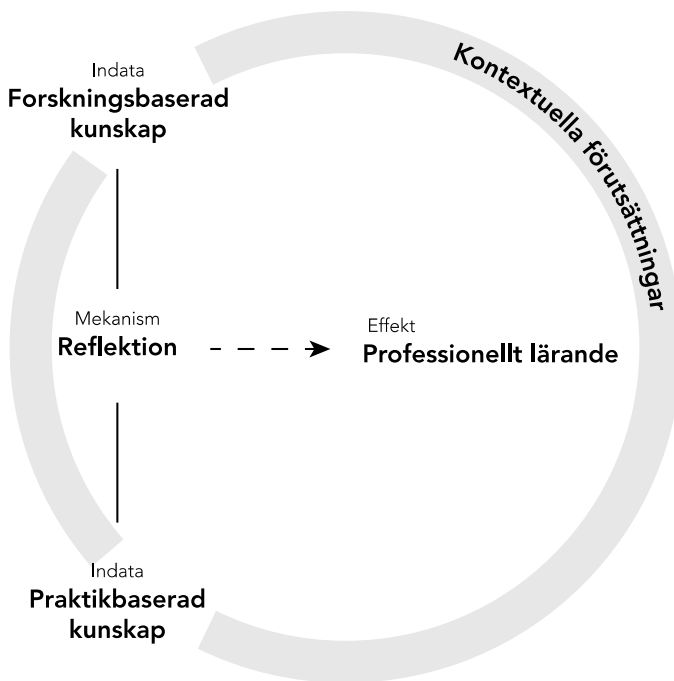 Indata
Forskningsbaserad
kunskap
Kontextuella förutsättningar
Mekanism
Reflektion
Effekt
Professionellt lärande
Indata
Praktikbaserad
kunskap